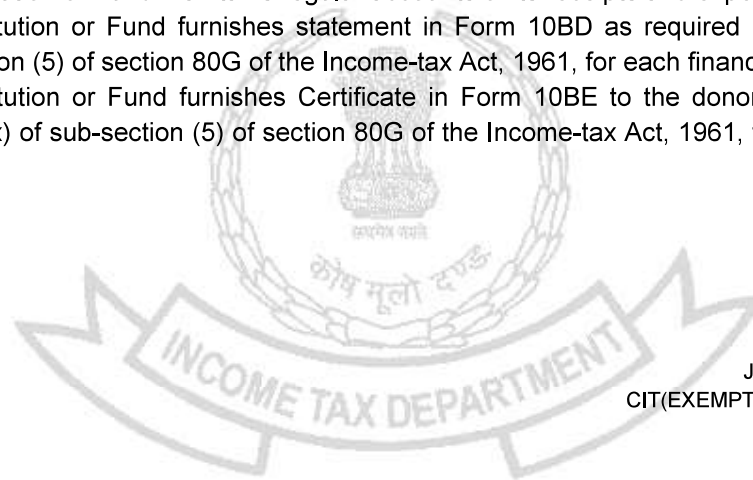 titution or Fund furnishes statement in Form 10BD as required
on (5) of section 80G of the Income-tax Act, 1961, for each financ
titution or Fund furnishes Certificate in Form 10BE to the donor
x) of sub-section (5) of section 80G of the Income-tax Act, 1961,
सत्यमेव जयते
कोष मूलो दण्डः
INCOME TAX DEPARTMENT
J
CIT(EXEMPT